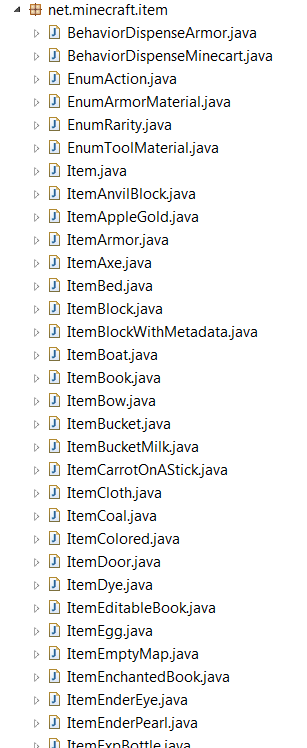 net.minecraft.item
BehaviorDispenseArmor.java
BehaviorDispenseMinecart.java
EnumAction.java
EnumArmorMaterial.java
EnumRarity.java
EnumToolMaterial.java
Item.java
ItemAnvilBlock.java
ItemAppleGold.java
ItemArmor.java
ItemAxe.java
ItemBed.java
ItemBlock.java
ItemBlockWithMetadata.java
ItemBoat.java
ItemBook.java
ItemBow.java
ItemBucket.java
ItemBucketMilk.java
ItemCarrotOnAStick.java
ItemCloth.java
ItemCoal.java
ItemColored.java
ItemDoor.java
ItemDye.java
ItemEditableBook.java
ItemEgg.java
ItemEmptyMap.java
ItemEnchantedBook.java
ItemEnderEye.java
ItemEnderPearl.java
ItemExpBottle.java